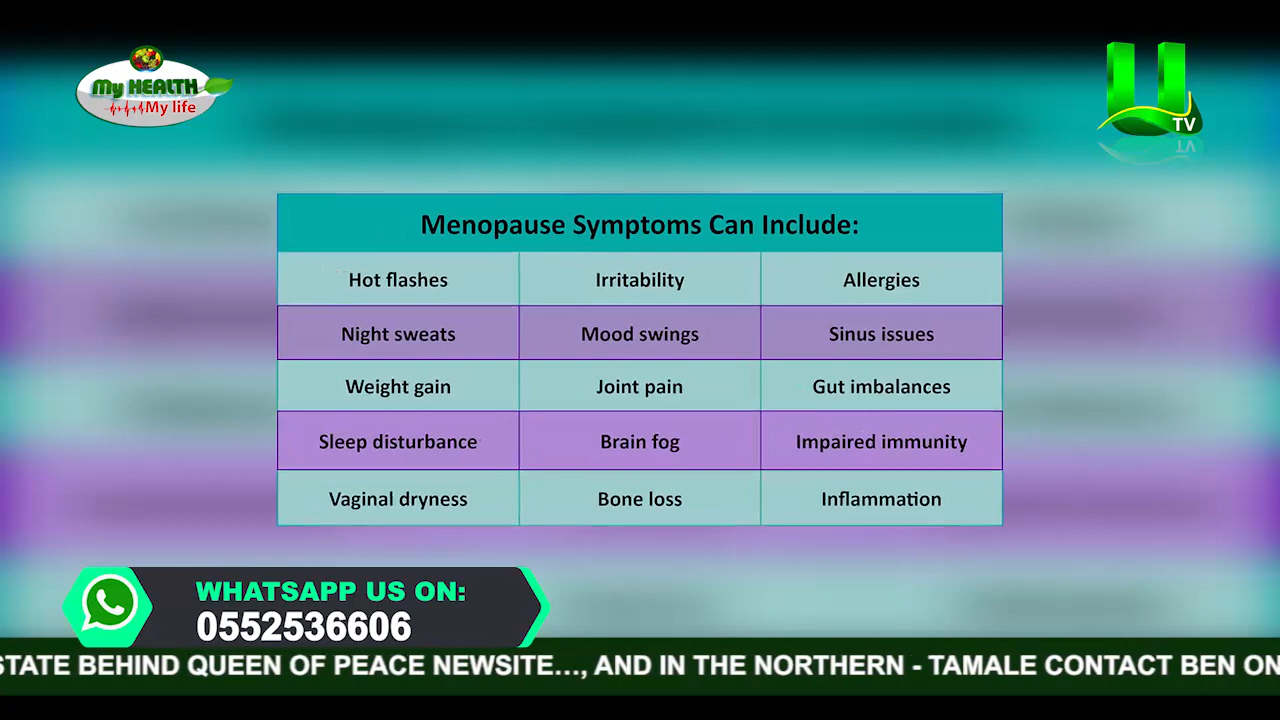 My HEALTH
My life
TV
Menopause Symptoms Can Include:
Hot flashes Irritability Allergies
Night sweats Mood swings Sinus issues
Weight gain Joint pain Gut imbalances
Sleep disturbance Brain fog Impaired immunity
Vaginal dryness Bone loss Inflammation
WHATSAPP US ON:
0552536606
STATE BEHIND QUEEN OF PEACE NEWSITE..., AND IN THE NORTHERN - TAMALE CONTACT BEN ON